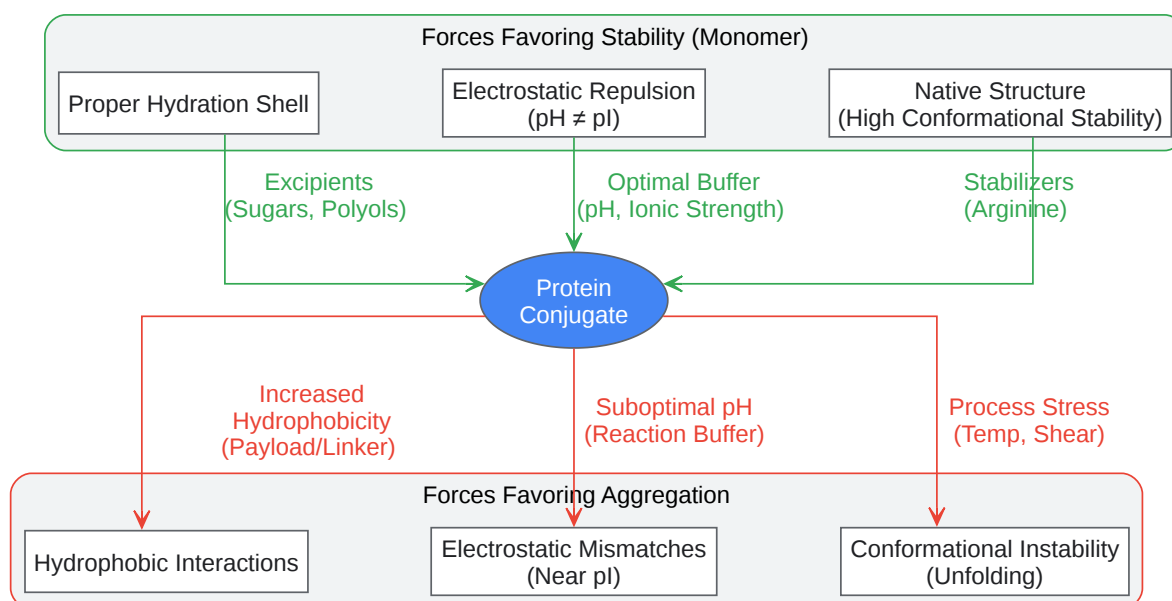 Forces Favoring Stability (Monomer)
Proper Hydration Shell
Electrostatic Repulsion
(pH ≠ pI)
Native Structure
(High Conformational Stability)
Excipients
(Sugars, Polyols)
Optimal Buffer
(pH, Ionic Strength)
Stabilizers
(Arginine)
Protein
Conjugate
Increased
Hydrophobicity
(Payload/Linker)
Suboptimal pH
(Reaction Buffer)
Process Stress
(Temp, Shear)
Forces Favoring Aggregation
Hydrophobic Interactions
Electrostatic Mismatches
(Near pI)
Conformational Instability
(Unfolding)